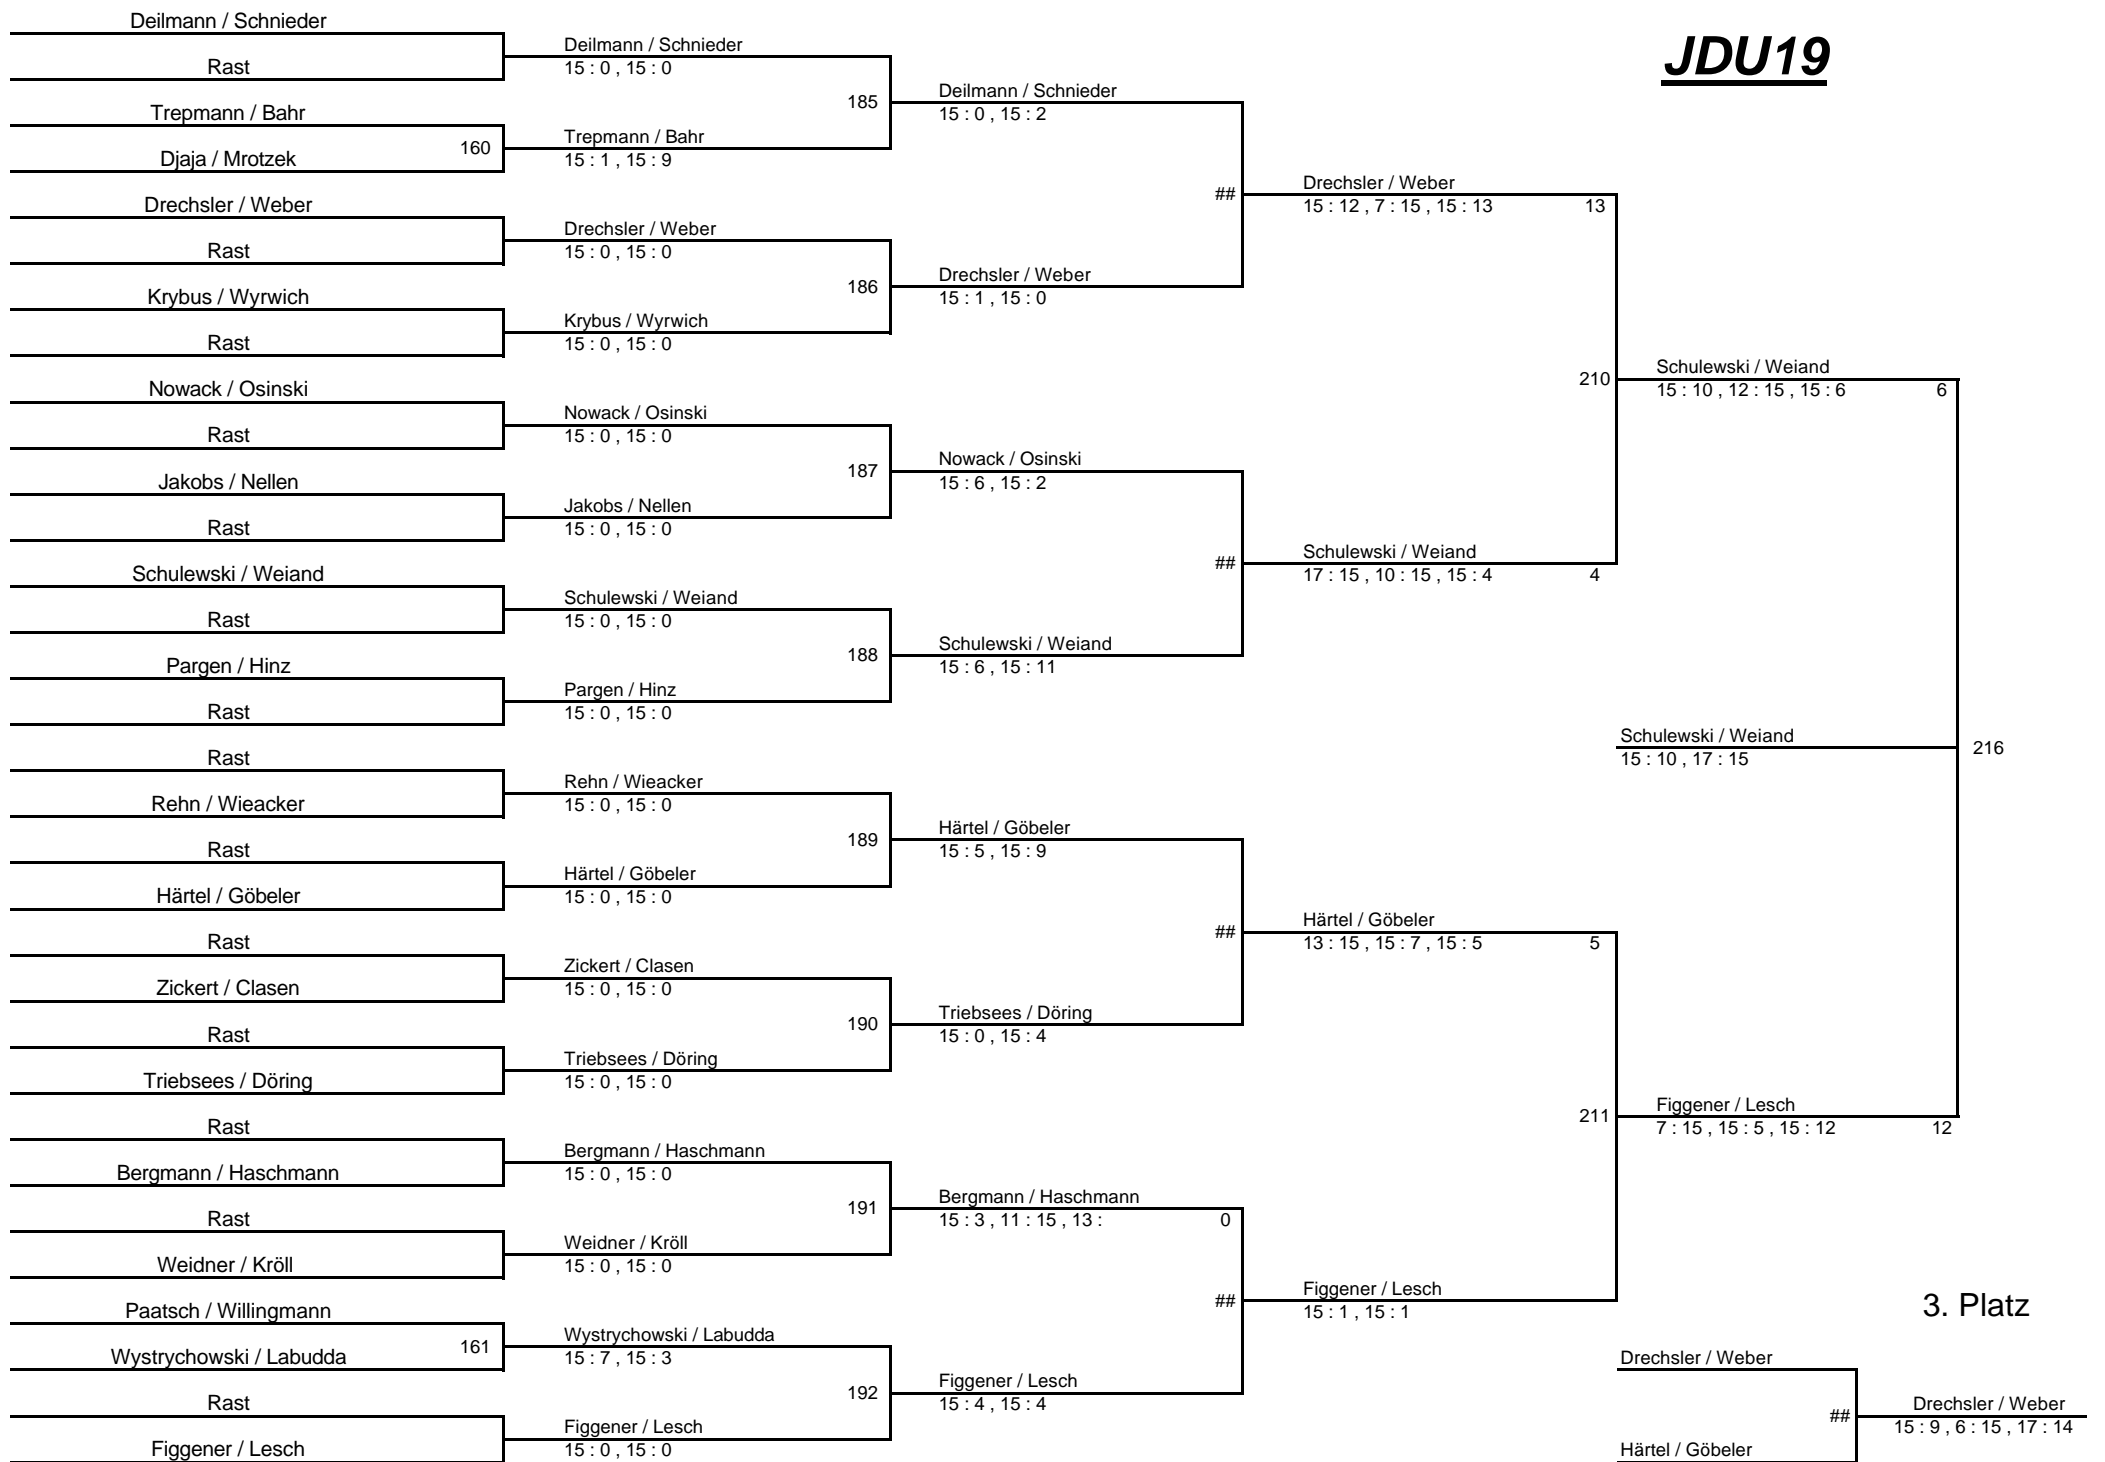 JDU19
Deilmann / Schnieder
Rast
Trepmann / Bahr
160
Djaja / Mrotzek
Drechsler / Weber
Rast
Krybus / Wyrwich
Rast
Nowack / Osinski
Rast
Jakobs / Nellen
Rast
Schulewski / Weiand
Rast
Pargen / Hinz
Rast
Rast
Rehn / Wieacker
Rast
Härtel / Göbeler
Rast
Zickert / Clasen
Rast
Triebsees / Döring
Rast
Bergmann / Haschmann
Rast
Weidner / Kröll
Paatsch / Willingmann
161
Wystrychowski / Labudda
Rast
Figgener / Lesch
Deilmann / Schnieder
15 : 0 , 15 : 0
185
Trepmann / Bahr
15 : 1 , 15 : 9
Drechsler / Weber
15 : 0 , 15 : 0
186
Krybus / Wyrwich
15 : 0 , 15 : 0
Nowack / Osinski
15 : 0 , 15 : 0
187
Jakobs / Nellen
15 : 0 , 15 : 0
Schulewski / Weiand
15 : 0 , 15 : 0
188
Pargen / Hinz
15 : 0 , 15 : 0
Rehn / Wieacker
15 : 0 , 15 : 0
189
Härtel / Göbeler
15 : 0 , 15 : 0
Zickert / Clasen
15 : 0 , 15 : 0
190
Triebsees / Döring
15 : 0 , 15 : 0
Bergmann / Haschmann
15 : 0 , 15 : 0
191
Weidner / Kröll
15 : 0 , 15 : 0
Wystrychowski / Labudda
15 : 7 , 15 : 3
192
Figgener / Lesch
15 : 0 , 15 : 0
Deilmann / Schnieder
15 : 0 , 15 : 2
##
Drechsler / Weber
15 : 1 , 15 : 0
Nowack / Osinski
15 : 6 , 15 : 2
##
Schulewski / Weiand
15 : 6 , 15 : 11
Härtel / Göbeler
15 : 5 , 15 : 9
##
Triebsees / Döring
15 : 0 , 15 : 4
Bergmann / Haschmann
15 : 3 , 11 : 15 , 13 : 0
##
Figgener / Lesch
15 : 4 , 15 : 4
Drechsler / Weber
15 : 12 , 7 : 15 , 15 : 13 13
210
Schulewski / Weiand
17 : 15 , 10 : 15 , 15 : 4 4
Härtel / Göbeler
13 : 15 , 15 : 7 , 15 : 5 5
211
Figgener / Lesch
15 : 1 , 15 : 1
Schulewski / Weiand
15 : 10 , 12 : 15 , 15 : 6 6
Schulewski / Weiand
216
15 : 10 , 17 : 15
Figgener / Lesch
7 : 15 , 15 : 5 , 15 : 12 12
3. Platz
Drechsler / Weber
##
Härtel / Göbeler
Drechsler / Weber
15 : 9 , 6 : 15 , 17 : 14